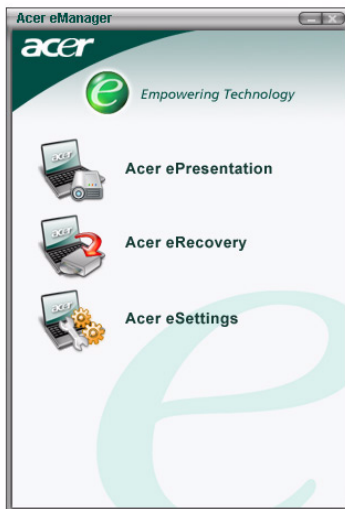 Acer eManager
acer
e Empowering Technology
Acer ePresentation
Acer eRecovery
Acer eSettings
e